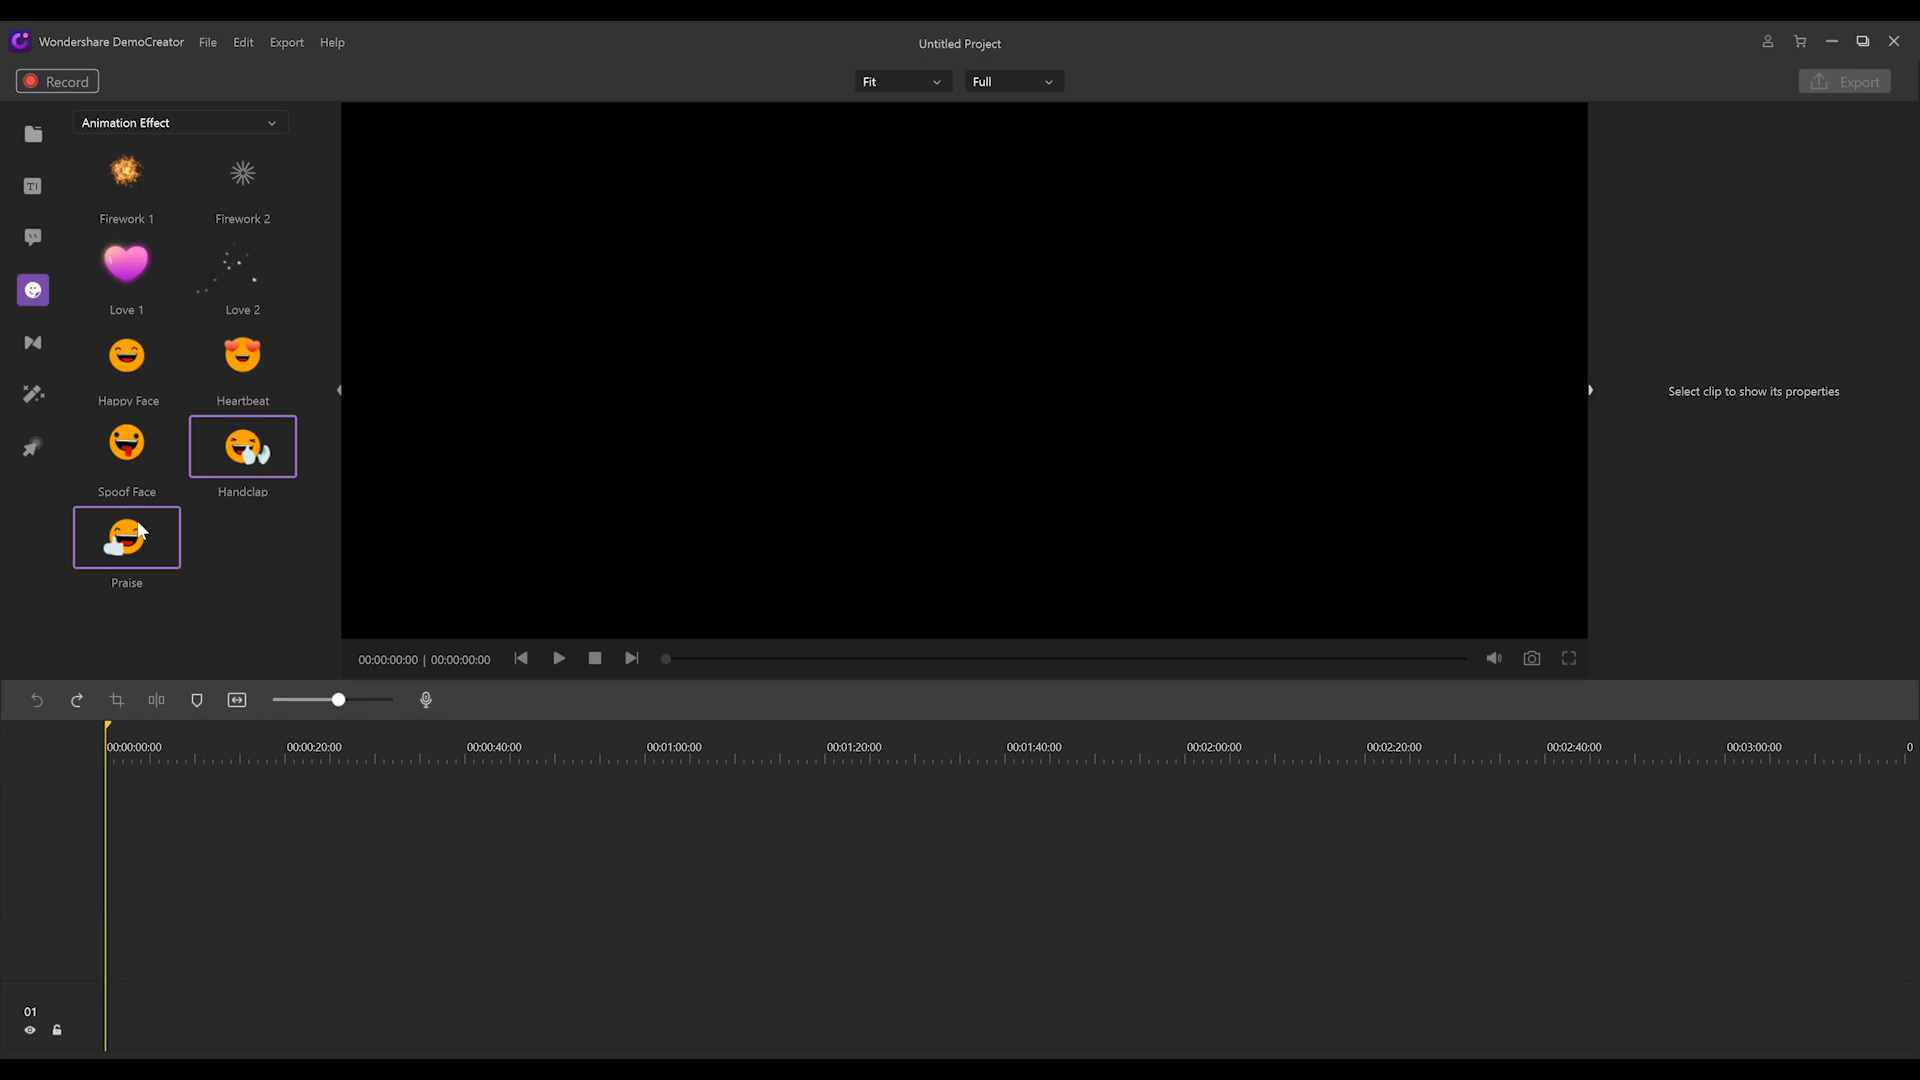 Wondershare DemoCreator File Edit Export Help
Untitled Project
Record
Fit
Full
Export
Animation Effect
Firework 1
Firework 2
Love 1
Love 2
Happy Face
Heartbeat
Spoof Face
Handclap
Praise
TI
Select clip to show its properties
00:00:00:00 | 00:00:00:00
00:00:00:00 00:00:20:00 00:00:40:00 00:01:00:00 00:01:20:00 00:01:40:00 00:02:00:00 00:02:20:00 00:02:40:00 00:03:00:00 0
01